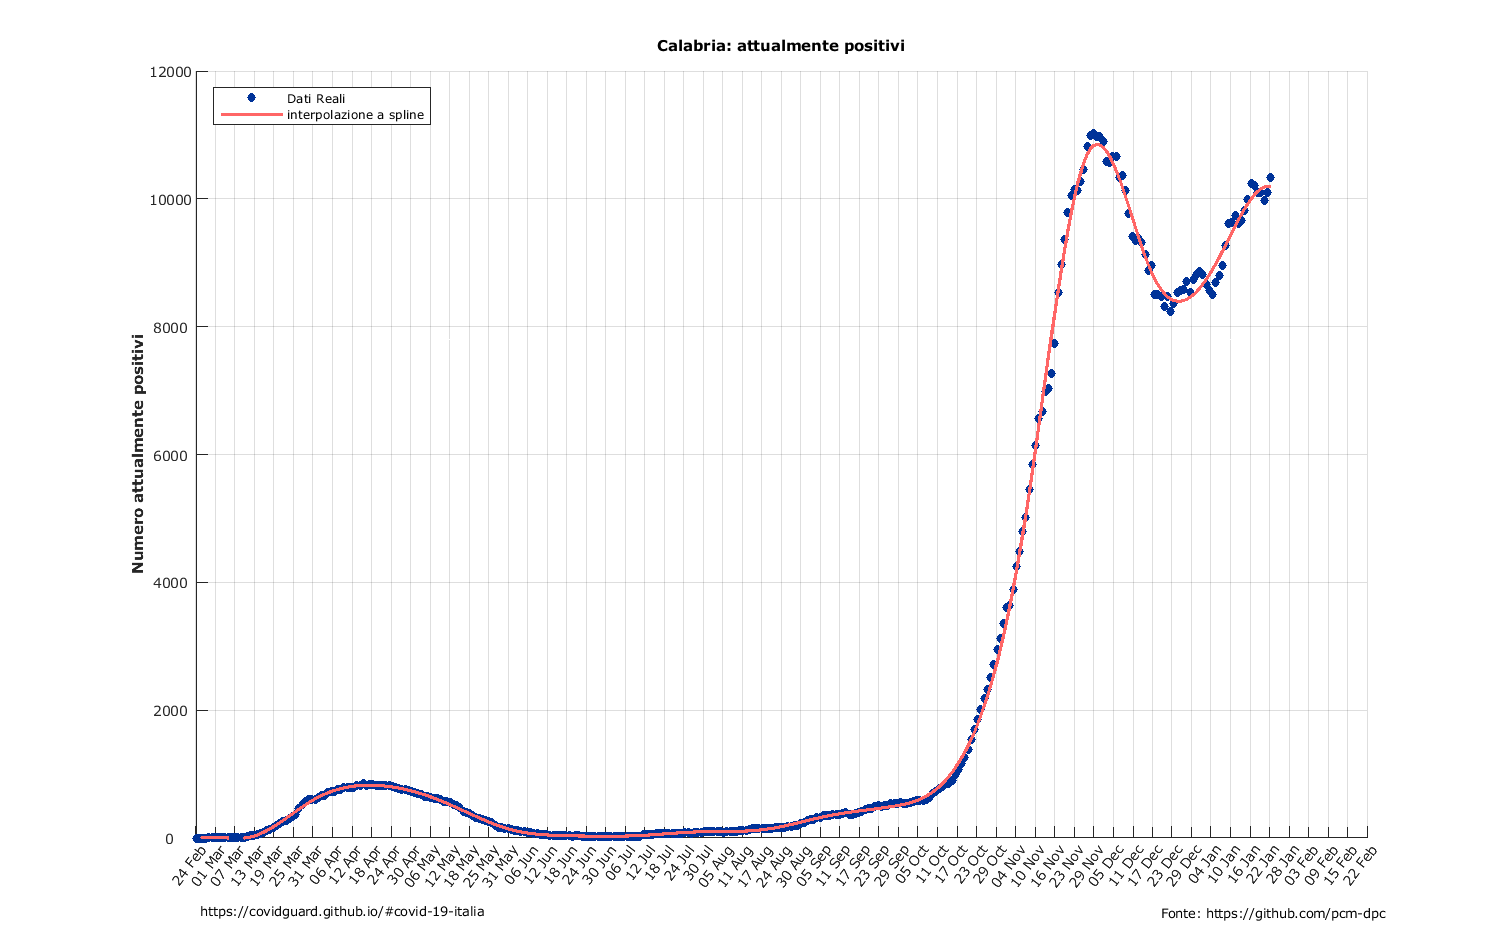 Calabria: attualmente positivi
Dati Reali
interpolazione a spline
Numero attualmente positivi
12000
10000
8000
6000
4000
2000
0
24 Feb
01 Mar
07 Mar
13 Mar
19 Mar
25 Mar
31 Mar
06 Apr
12 Apr
18 Apr
24 Apr
30 Apr
06 May
12 May
18 May
25 May
31 May
06 Jun
12 Jun
18 Jun
24 Jun
30 Jun
06 Jul
12 Jul
18 Jul
24 Jul
30 Jul
05 Aug
11 Aug
17 Aug
24 Aug
30 Aug
05 Sep
11 Sep
17 Sep
23 Sep
29 Sep
05 Oct
11 Oct
17 Oct
23 Oct
29 Oct
04 Nov
10 Nov
16 Nov
23 Nov
29 Nov
05 Dec
11 Dec
17 Dec
23 Dec
29 Dec
04 Jan
10 Jan
16 Jan
22 Jan
28 Jan
03 Feb
09 Feb
15 Feb
22 Feb
https://covidguard.github.io/#covid-19-italia
Fonte: https://github.com/pcm-dpc